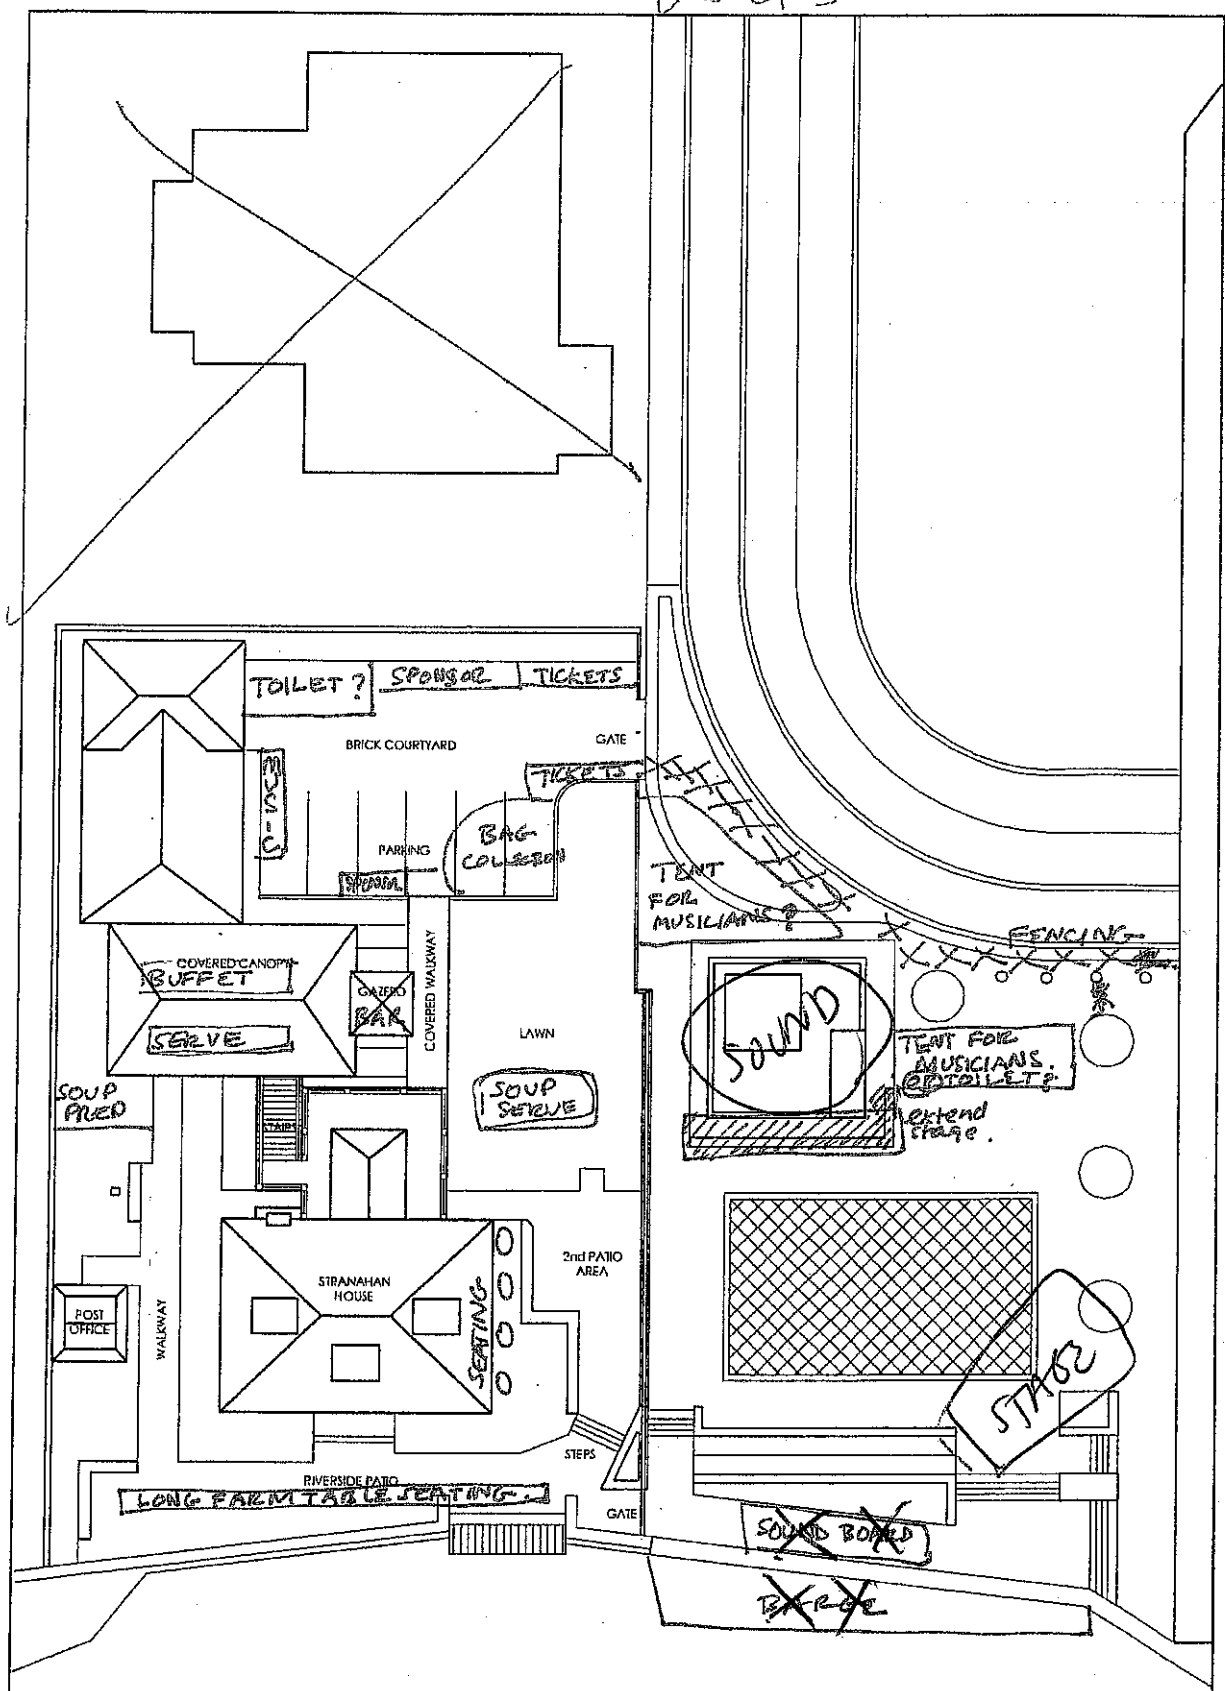 TOILET ?
SPONSOR
TICKETS
BRICK COURTYARD
GATE
TICKETS
MUSIC
BAG
COLLECTION
PARKING
SPONSR
TENT
FOR
MUSICIANS ?
FENCING
COVERED CANOPY
BUFFET
GAZEBO
BAR
COVERED WALKWAY
LAWN
SOUND
SERVE
TENT FOR
MUSICIANS.
TOILET?
SOUP
SOUP
SERVE
extend
stage.
STAIRS
STRANAHAN
HOUSE
2nd PATIO
AREA
SEATING
POST
OFFICE
WALKWAY
STAGE
STEPS
RIVERSIDE PATIO
LONG FARM TABLE SEATING.
GATE
SOUND BOARD
BARGE